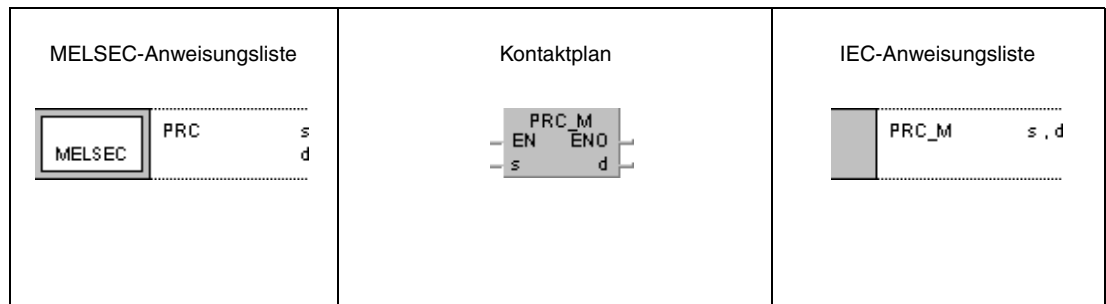 MELSEC-Anweisungsliste
MELSEC
PRC s
d
Kontaktplan
PRC_M
EN ENO
s d
IEC-Anweisungsliste
PRC_M s , d